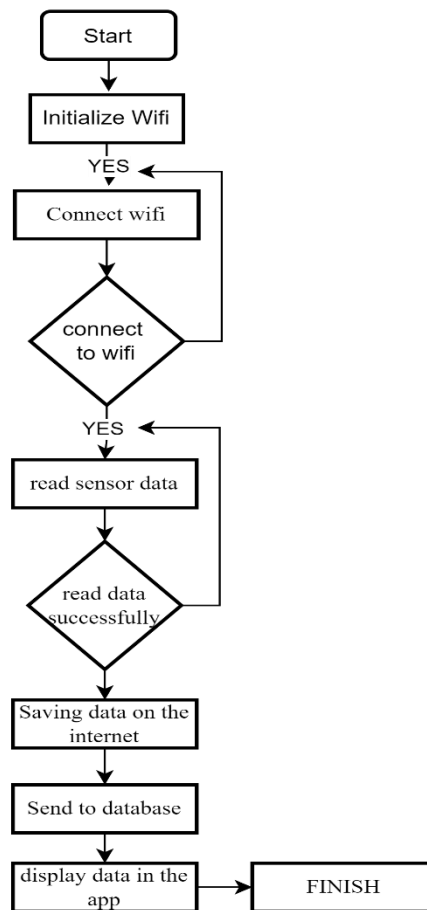 Start
Initialize Wifi
YES
Connect wifi
connect
to wifi
YES
read sensor data
read data
successfully
Saving data on the
internet
Send to database
display data in the
app
FINISH